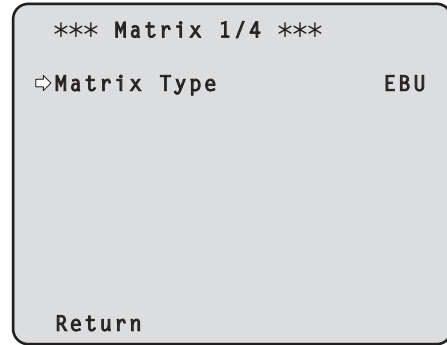 *** Matrix 1/4 ***
⇨Matrix Type EBU
Return